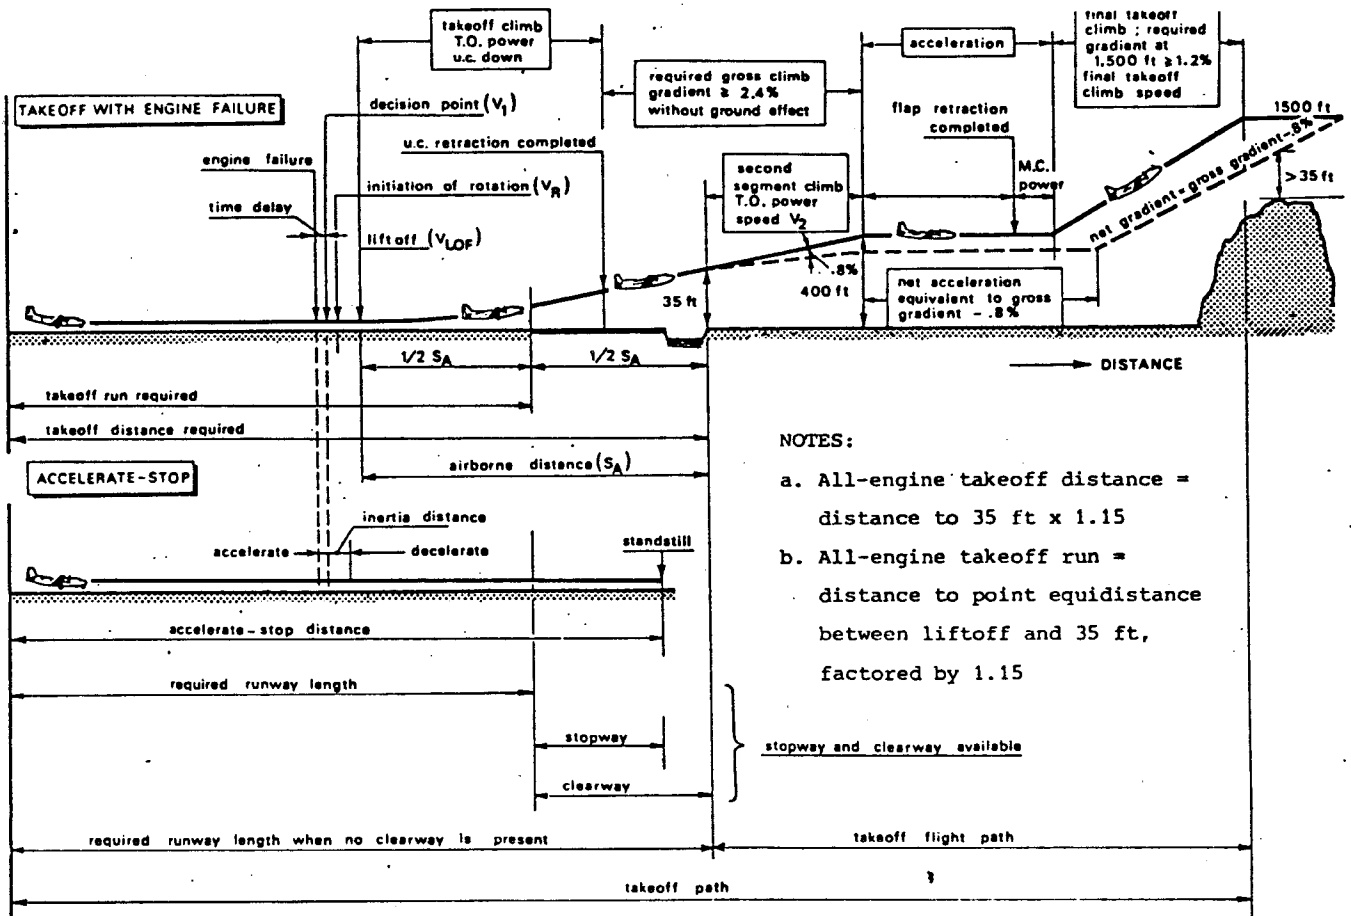 takeoff climb
T.O. power
u.c. down
acceleration
final takeoff
climb ; required
gradient at
1.500 ft ≥1.2%
final takeoff
climb speed
required gross climb
gradient ≥ 2.4%
without ground effect
TAKEOFF WITH ENGINE FAILURE
decision point (V1)
flap retraction
completed
1500 ft
u.c. retraction completed
engine failure
second
segment climb
T.O. power
speed V2
M.C.
power
initiation of rotation (VR)
time delay
>35 ft
net gradient = gross gradient -.8%
liftoff (VLOF)
.8%
400 ft
35 ft
net acceleration
equivalent to gross
gradient - .8%
1/2 SA
1/2 SA
DISTANCE
takeoff run required
takeoff distance required
airborne distance (SA)
ACCELERATE-STOP
inertia distance
accelerate
decelerate
standstill
accelerate-stop distance
required runway length
stopway
clearway
stopway and clearway available
NOTES:
a. All-engine takeoff distance =
distance to 35 ft x 1.15
b. All-engine takeoff run =
distance to point equidistance
between liftoff and 35 ft,
factored by 1.15
required runway length when no clearway is present
takeoff flight path
takeoff path